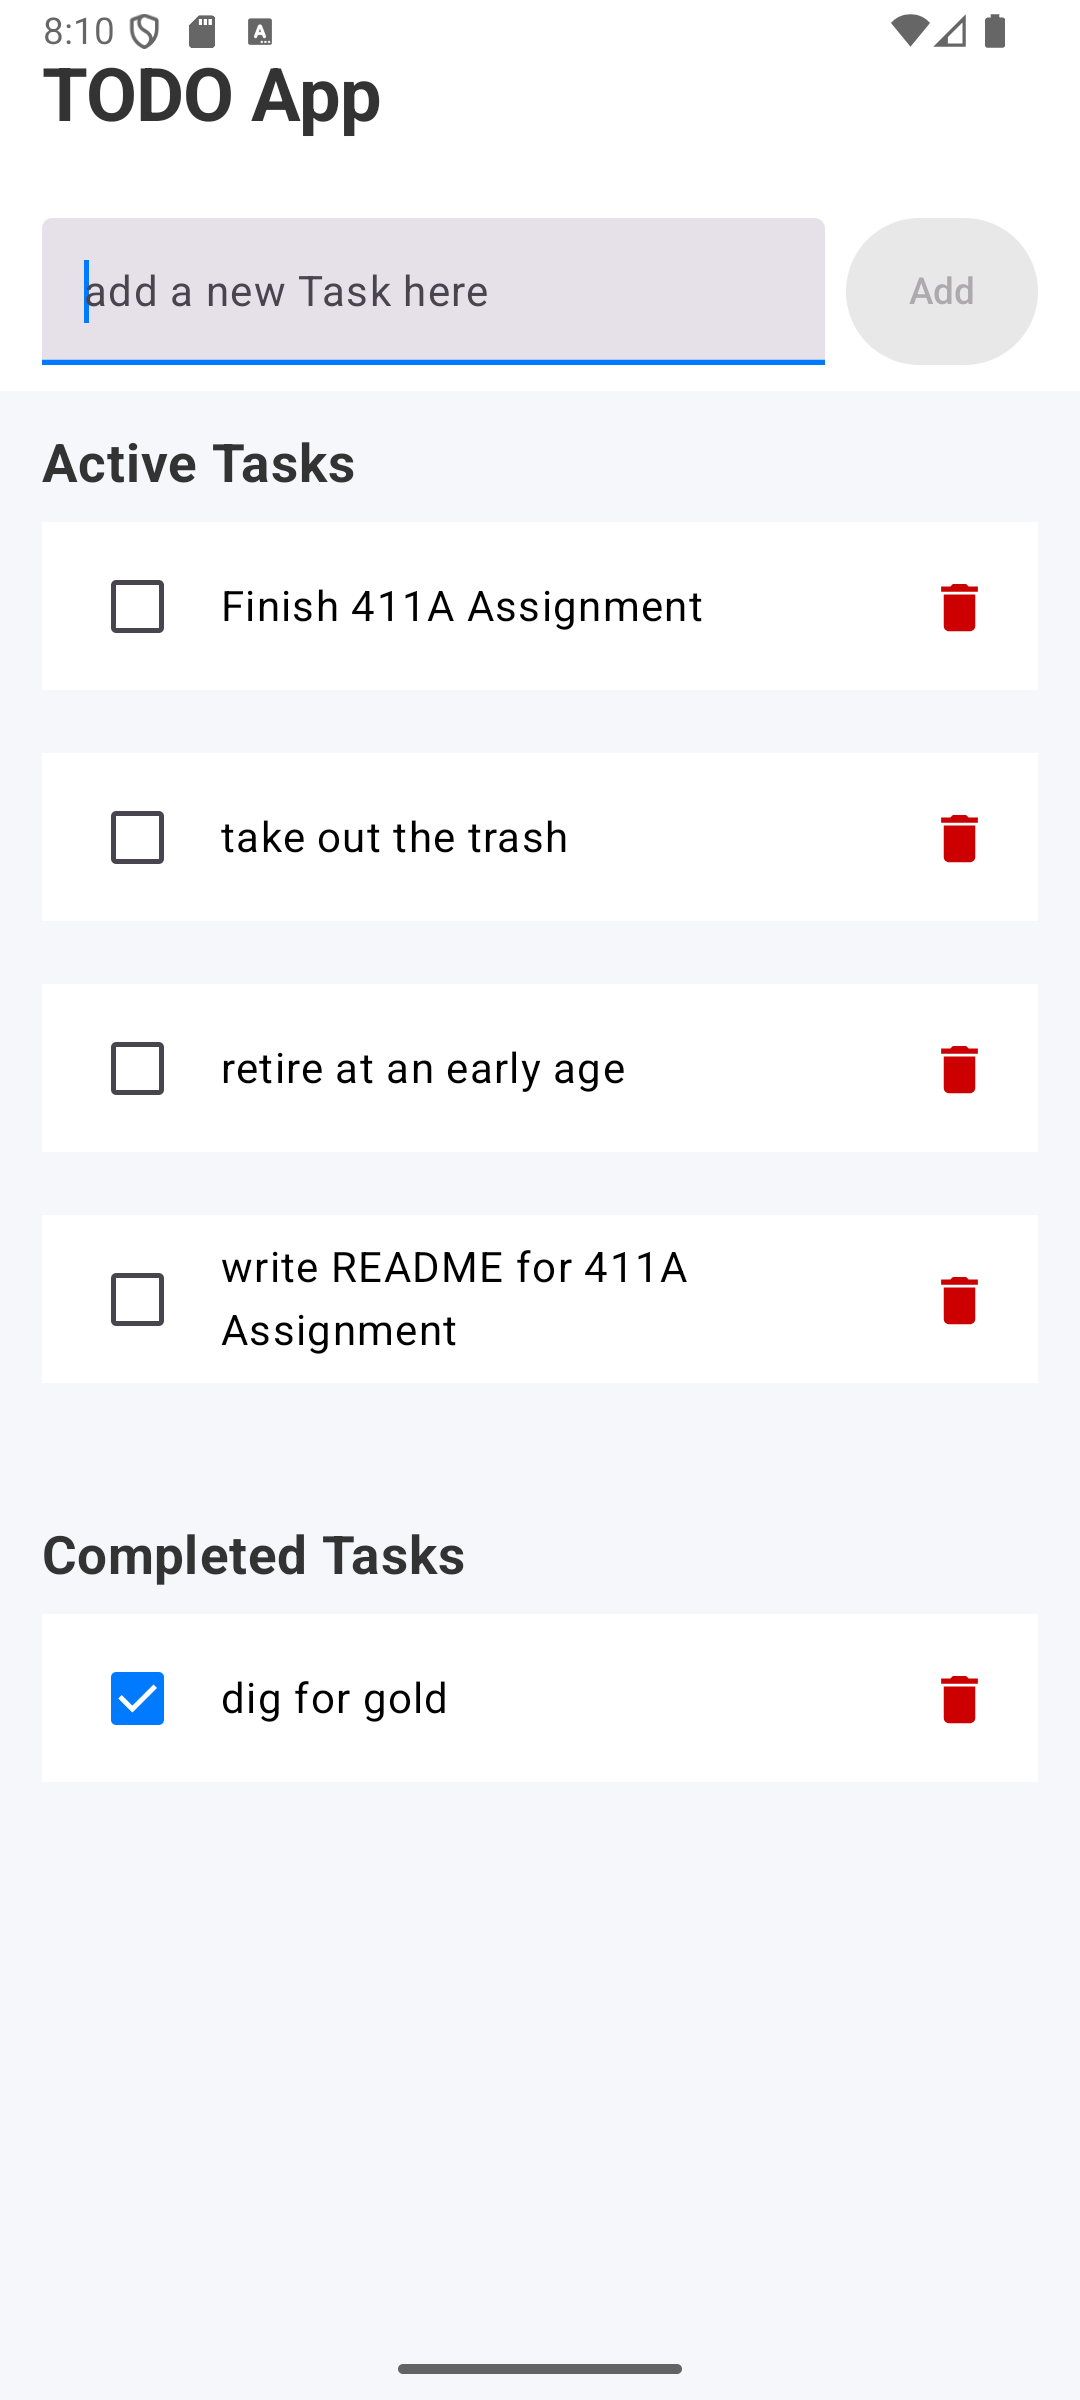 8:10
TODO App
add a new Task here
Add
Active Tasks
Finish 411A Assignment
take out the trash
retire at an early age
write README for 411A
Assignment
Completed Tasks
dig for gold